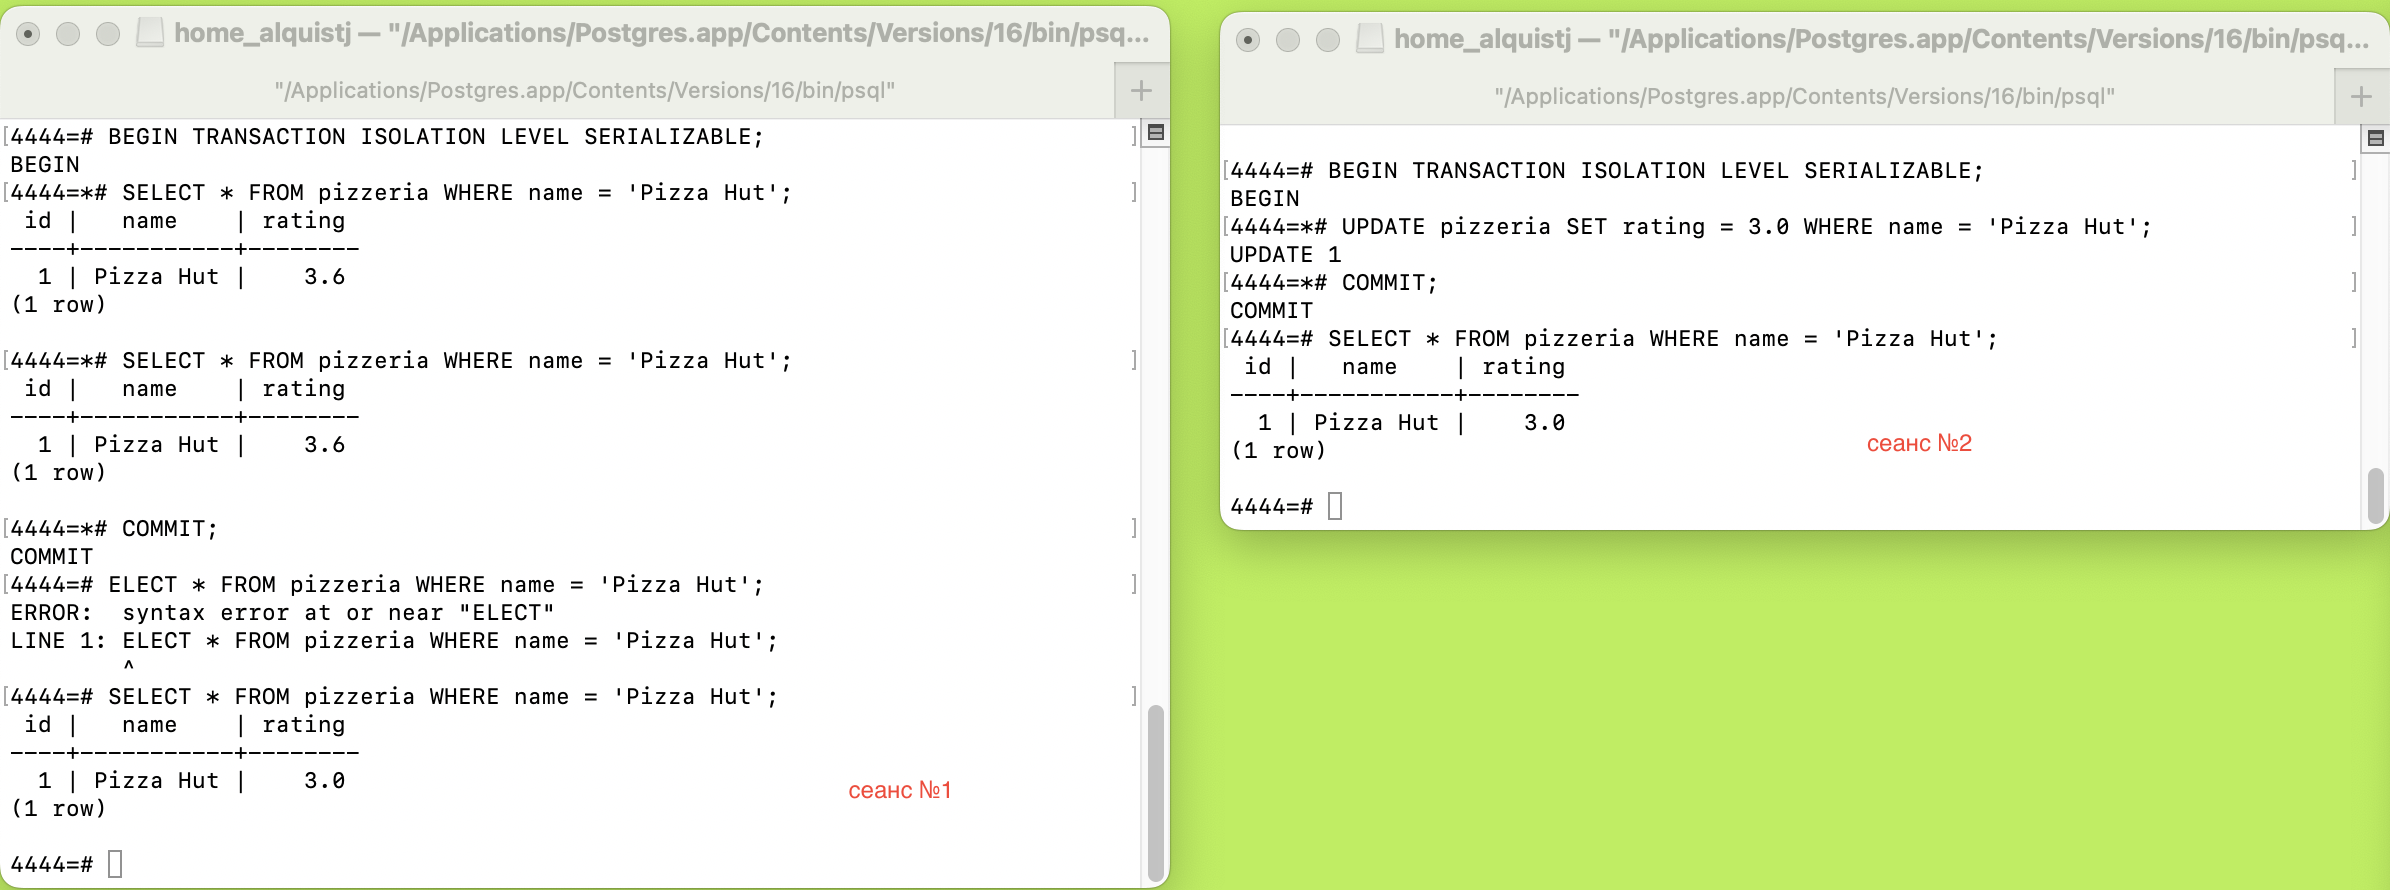 home_alquistj — "/Applications/Postgres.app/Contents/Versions/16/bin/psq...
"/Applications/Postgres.app/Contents/Versions/16/bin/psql"
[4444=# BEGIN TRANSACTION ISOLATION LEVEL SERIALIZABLE; ]
BEGIN
[4444=*# SELECT * FROM pizzeria WHERE name = 'Pizza Hut'; ]
 id |   name    | rating
----+-----------+--------
  1 | Pizza Hut |    3.6
(1 row)

[4444=*# SELECT * FROM pizzeria WHERE name = 'Pizza Hut'; ]
 id |   name    | rating
----+-----------+--------
  1 | Pizza Hut |    3.6
(1 row)

[4444=*# COMMIT; ]
COMMIT
[4444=# ELECT * FROM pizzeria WHERE name = 'Pizza Hut'; ]
ERROR:  syntax error at or near "ELECT"
LINE 1: ELECT * FROM pizzeria WHERE name = 'Pizza Hut';
        ^
[4444=# SELECT * FROM pizzeria WHERE name = 'Pizza Hut'; ]
 id |   name    | rating
----+-----------+--------
  1 | Pizza Hut |    3.0
(1 row)
сеанс №1
4444=#
home_alquistj — "/Applications/Postgres.app/Contents/Versions/16/bin/psq...
"/Applications/Postgres.app/Contents/Versions/16/bin/psql"
[4444=# BEGIN TRANSACTION ISOLATION LEVEL SERIALIZABLE; ]
BEGIN
[4444=*# UPDATE pizzeria SET rating = 3.0 WHERE name = 'Pizza Hut'; ]
UPDATE 1
[4444=*# COMMIT; ]
COMMIT
[4444=# SELECT * FROM pizzeria WHERE name = 'Pizza Hut'; ]
 id |   name    | rating
----+-----------+--------
  1 | Pizza Hut |    3.0
сеанс №2
(1 row)

4444=#